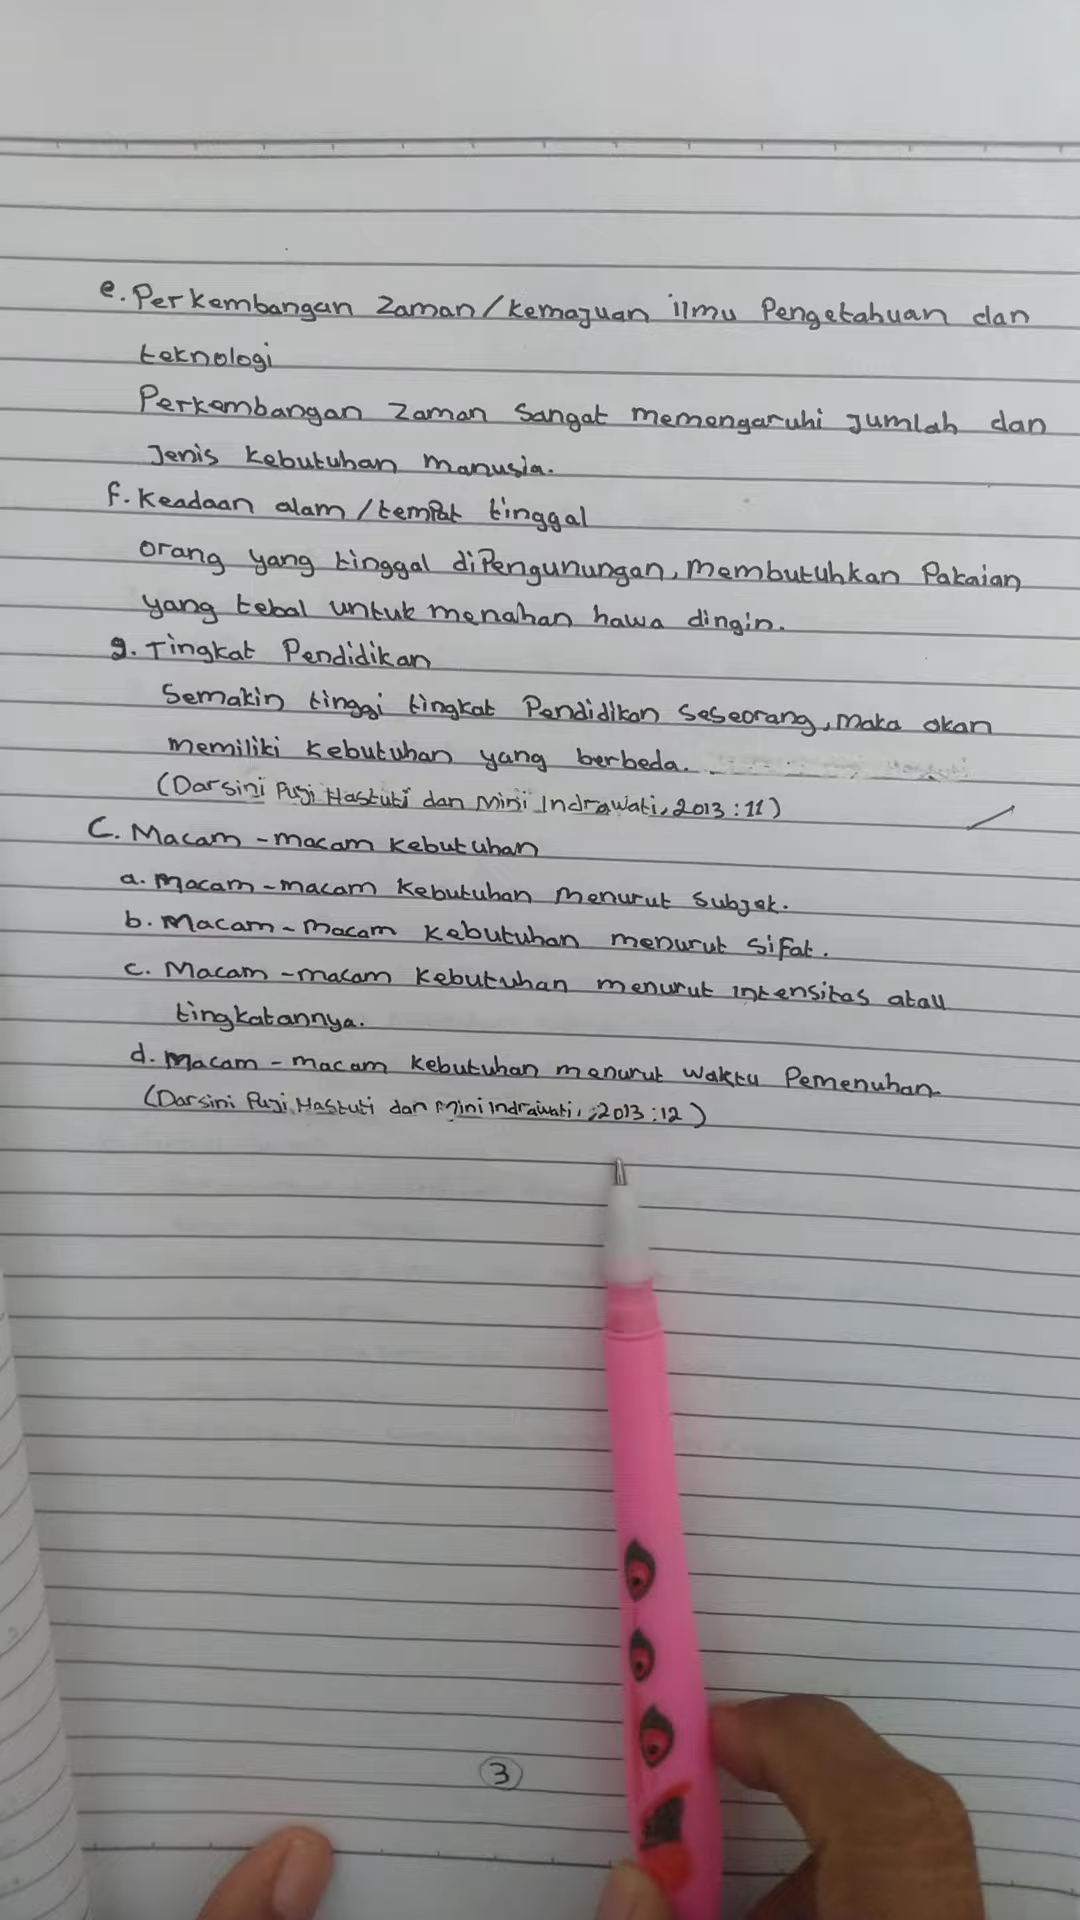 e. Perkembangan Zaman/kemajuan ilmu Pengetahuan dan
teknologi
Perkembangan Zaman Sangat memengaruhi Jumlah dan
Jenis kebutuhan manusia.
f. Keadaan alam/tempat tinggal
orang yang tinggal diPengunungan, Membutuhkan Pakaian
yang tebal untuk menahan hawa dingin.
g. Tingkat Pendidikan
Semakin tinggi tingkat Pendidikan seseorang, Maka akan
memiliki kebutuhan yang berbeda.
(Darsini Puji Hastuti dan Mini Indrawati, 2013:11)
C. Macam-macam kebutuhan
a. Macam-macam kebutuhan Menurut Subjek.
b. Macam-Macam kebutuhan menurut sifat.
c. Macam-macam kebutuhan menurut intensitas atau
tingkatannya.
d. Macam-macam kebutuhan menurut waktu Pemenuhan
(Darsini Puji Hastuti dan Mini Indrawati, ;2013:12)
3